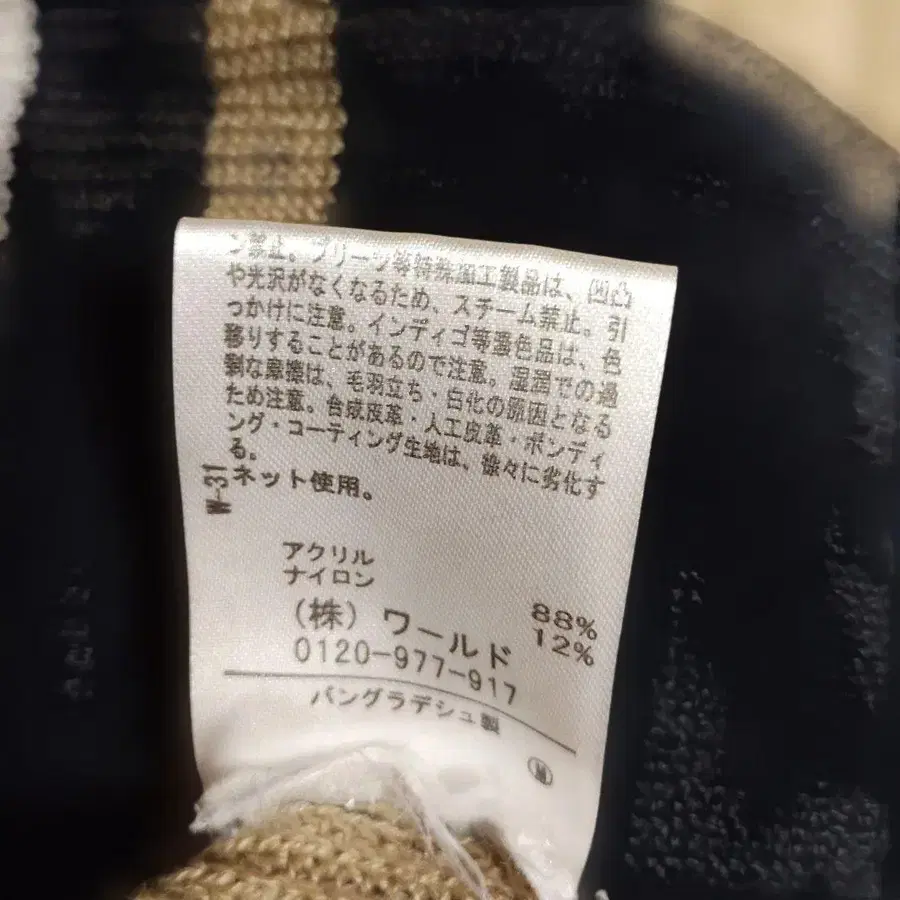 ン禁止。プリーツ等特殊加工製品は、凹凸
や光沢がなくなるため、スチーム禁止。引
っかけに注意。インディゴ等濃色品は、色
移りすることがあるので注意。湿潤での過
剰な摩擦は、毛羽立ち・白化の原因となる
ため注意。合成皮革・人工皮革・ボンディ
ング・コーティング生地は、徐々に劣化す
る。
ネット使用。
W-31
アクリル 88%
ナイロン 12%
(株) ワールド
0120-977-917
バングラデシュ製
M